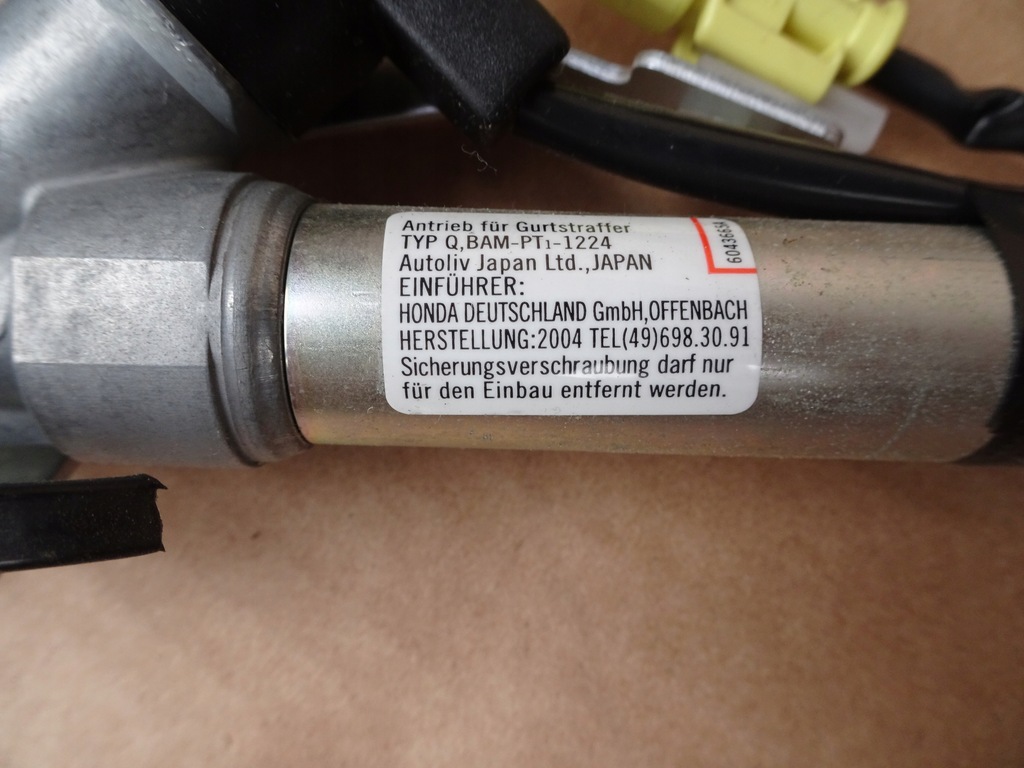 Antrieb für Gurtstraffer
TYP Q,BAM-PT₁-1224
Autoliv Japan Ltd.,JAPAN
EINFÜHRER:
HONDA DEUTSCHLAND GmbH,OFFENBACH
HERSTELLUNG:2004 TEL(49)698.30.91
Sicherungsverschraubung darf nur
für den Einbau entfernt werden.